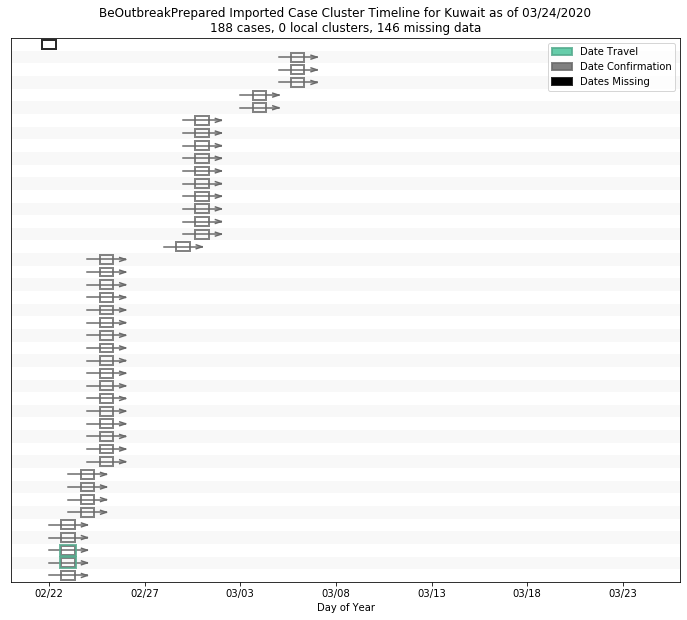 BeOutbreakPrepared Imported Case Cluster Timeline for Kuwait as of 03/24/2020
188 cases, 0 local clusters, 146 missing data
Date Travel
Date Confirmation
Dates Missing
02/22 02/27 03/03 03/08 03/13 03/18 03/23
Day of Year